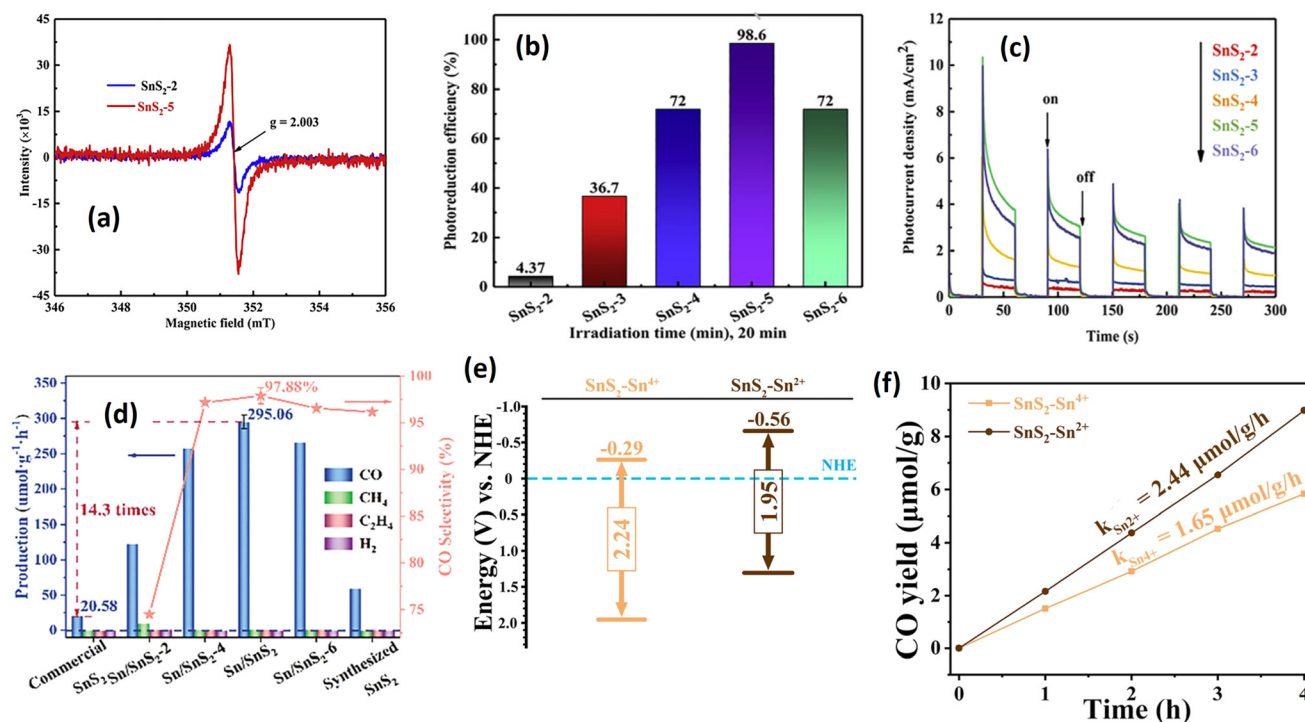 (a)
SnS₂-2
SnS₂-5
g = 2.003
Intensity (×10³)
45
30
15
0
-15
-30
-45
346
348
350
352
354
356
Magnetic field (mT)
(b)
Photoreduction efficiency (%)
100
80
60
40
20
0
4.37
36.7
72
98.6
72
SnS₂-2
SnS₂-3
SnS₂-4
SnS₂-5
SnS₂-6
Irradiation time (min), 20 min
(c)
Photocurrent density (mA/cm²)
12
10
8
6
4
2
0
on
off
SnS₂-2
SnS₂-3
SnS₂-4
SnS₂-5
SnS₂-6
0
50
100
150
200
250
300
Time (s)
(d)
Production (umol·g⁻¹·h⁻¹)
350
300
250
200
150
100
50
0
14.3 times
20.58
295.06
97.88%
CO
CH₄
C₂H₄
H₂
CO Selectivity (%)
100
95
90
85
80
75
Commercial
SnS₂
Sn/SnS₂-2
Sn/SnS₂-4
Sn/SnS₂
Sn/SnS₂-6
Synthesized
SnS₂
(e)
SnS₂-Sn⁴⁺
SnS₂-Sn²⁺
Energy (V) vs. NHE
-1.0
-0.5
0
0.5
1.0
1.5
2.0
-0.29
-0.56
NHE
2.24
1.95
(f)
SnS₂-Sn⁴⁺
SnS₂-Sn²⁺
CO yield (μmol/g)
10
8
6
4
2
0
k Sn2+ = 2.44 μmol/g/h
k Sn4+ = 1.65 μmol/g/h
0
1
2
3
4
Time (h)